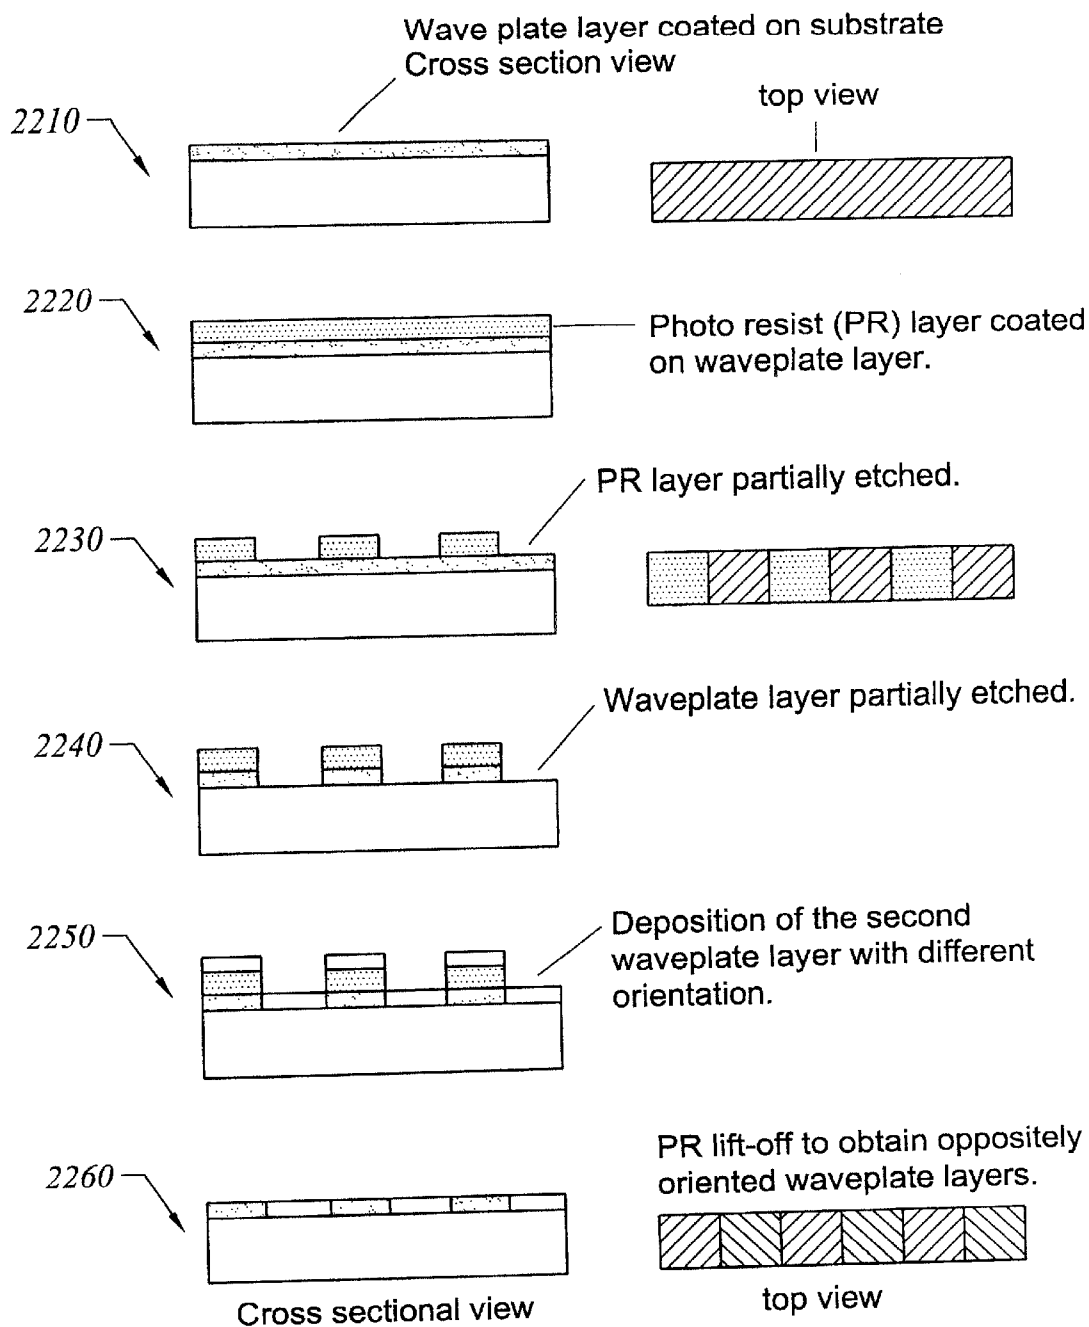 Wave plate layer coated on substrate
Cross section view
top view
2210
2220
Photo resist (PR) layer coated
on waveplate layer.
PR layer partially etched.
2230
Waveplate layer partially etched.
2240
Deposition of the second
waveplate layer with different
orientation.
2250
PR lift-off to obtain oppositely
oriented waveplate layers.
2260
Cross sectional view
top view